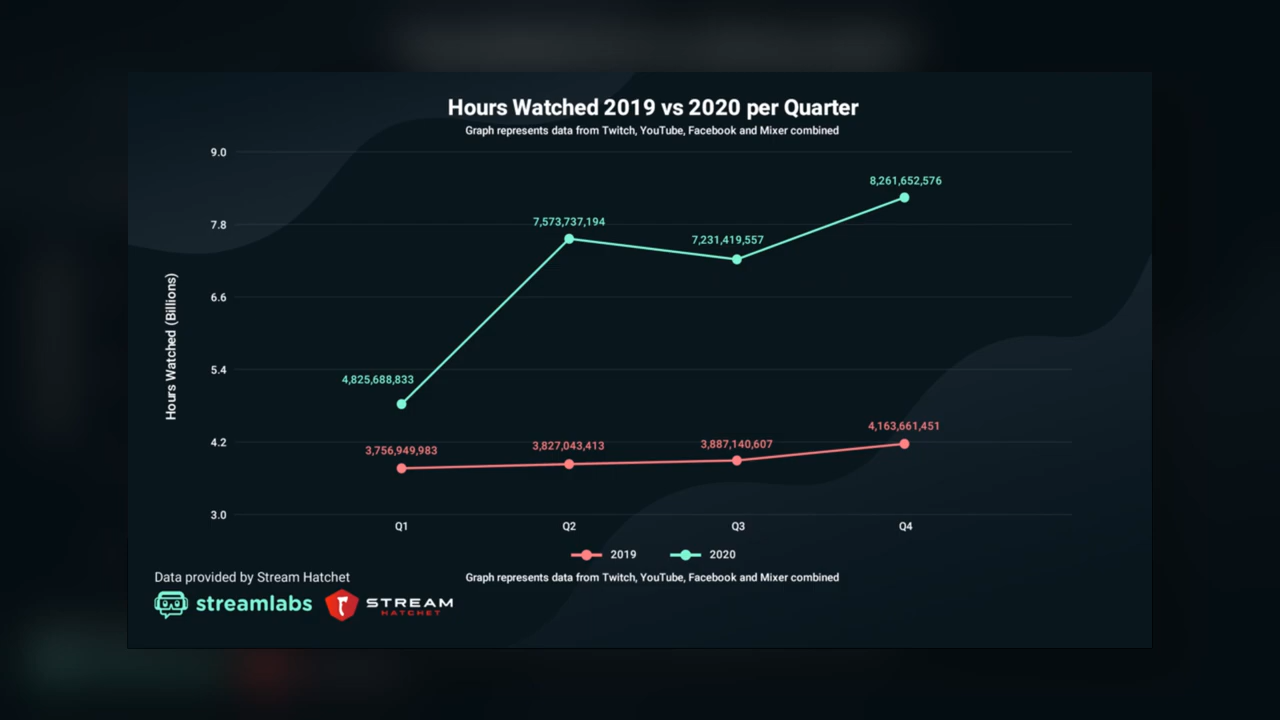 Hours Watched 2019 vs 2020 per Quarter
Graph represents data from Twitch, YouTube, Facebook and Mixer combined
9.0
8,261,652,576
7.8
7,573,737,194
7,231,419,557
6.6
Hours Watched (Billions)
5.4
4,825,688,833
4.2
3,756,949,983
3,827,043,413
3,887,140,607
4,163,661,451
3.0
Q1 Q2 Q3 Q4
2019 2020
Data provided by Stream Hatchet
Graph represents data from Twitch, YouTube, Facebook and Mixer combined
streamlabs
STREAM
HATCHET